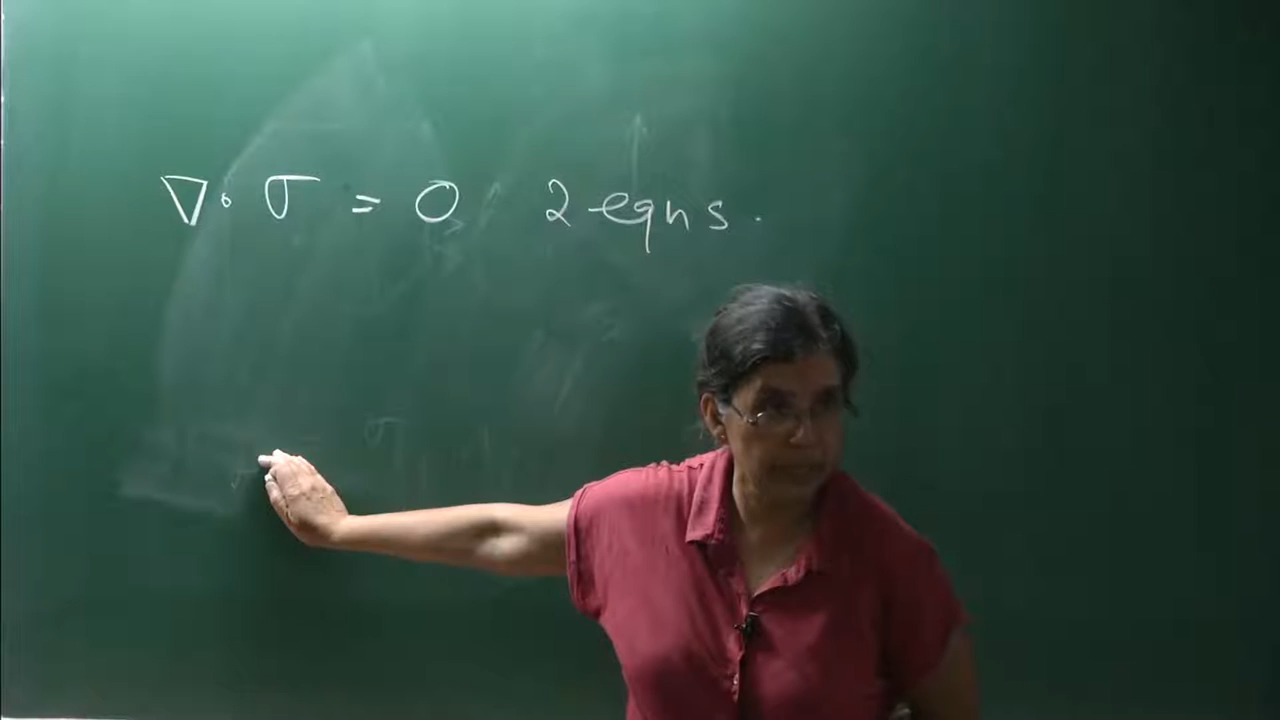 ∇ · σ = 0 2 eqns.